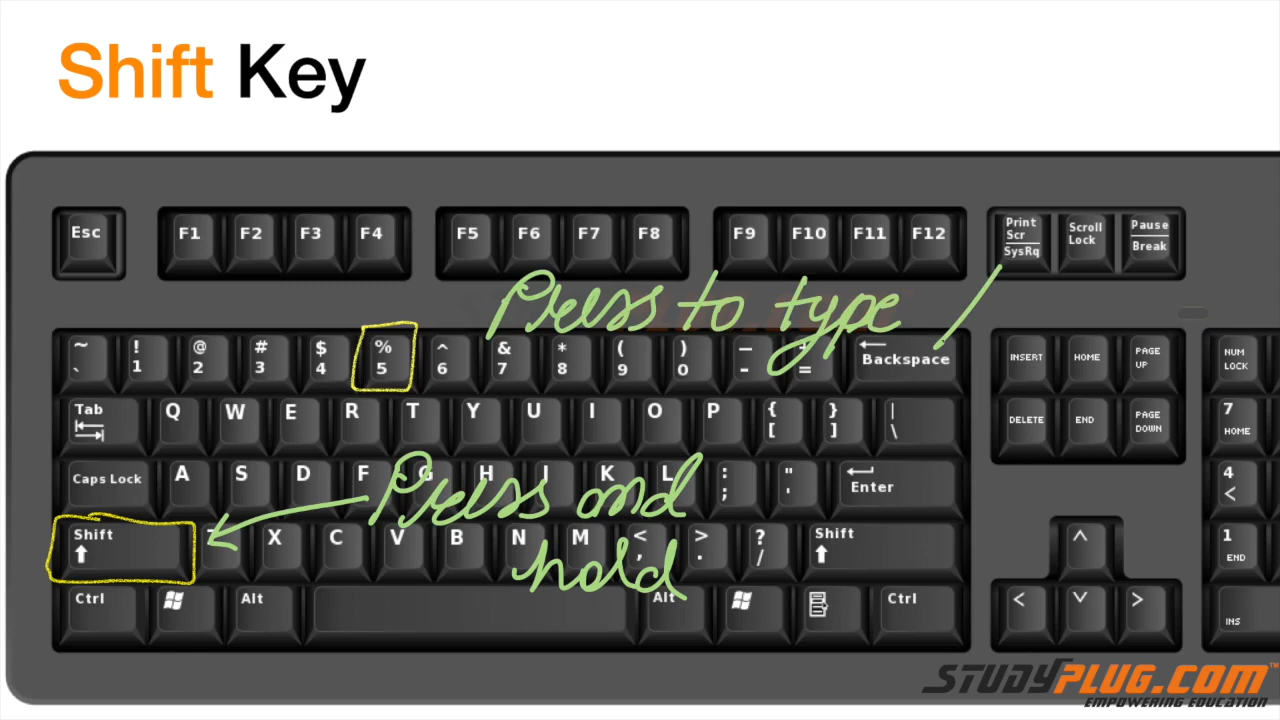 Shift Key
Esc F1 F2 F3 F4 F5 F6 F7 F8 F9 F10 F11 F12 Print Scr SysRq Scroll Lock Pause Break
Press to type
~ ` ! 1 @ 2 # 3 $ 4 % 5 ^ 6 & 7 * 8 ( 9 ) 0 _ - + = Backspace INSERT HOME PAGE UP NUM LOCK
Tab Q W E R T Y U I O P { [ } ] | \ DELETE END PAGE DOWN 7 HOME
Caps Lock A S D F G H J K L : ; " ' Enter 4 <
Press and
hold
Shift Z X C V B N M < , > . ? / Shift ^ 1 END
Ctrl Alt Alt Ctrl < v > INS
STUDYPLUG.COM™
EMPOWERING EDUCATION